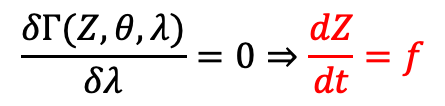 δΓ(Z, θ, λ)/δλ = 0 ⇒ dZ/dt = f